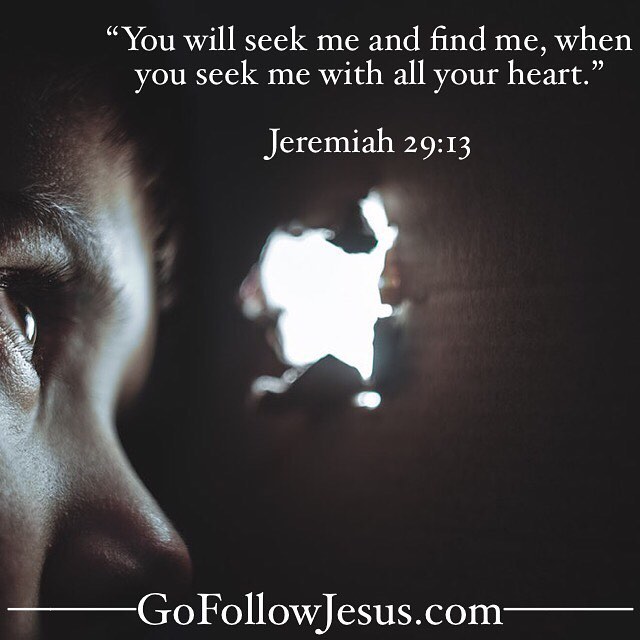 “You will seek me and find me, when
you seek me with all your heart.”
Jeremiah 29:13
GoFollowJesus.com